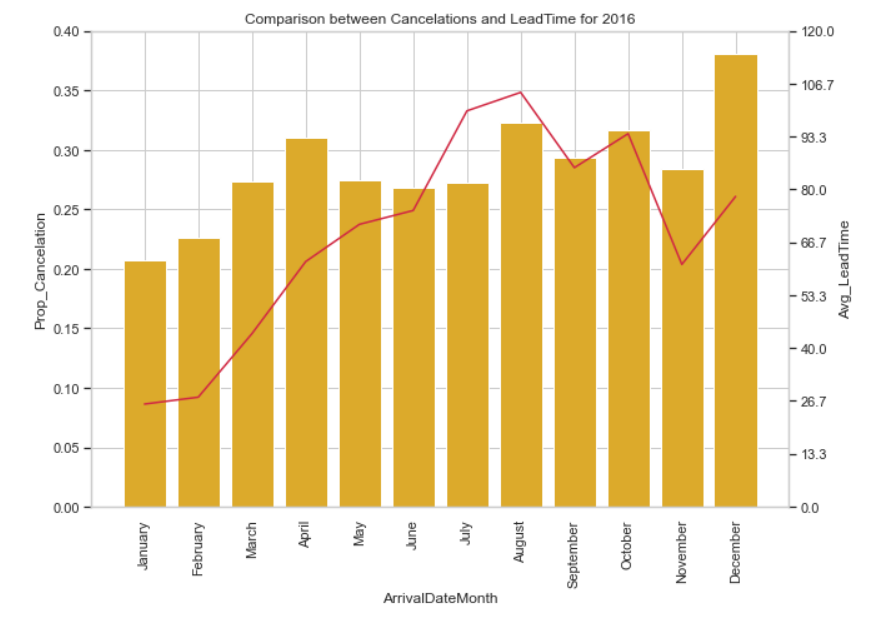 Comparison between Cancelations and LeadTime for 2016
0.40
0.35
0.30
0.25
0.20
0.15
0.10
0.05
0.00
Prop_Cancelation
120.0
106.7
93.3
80.0
66.7
53.3
40.0
26.7
13.3
0.0
Avg_LeadTime
January
February
March
April
May
June
July
August
September
October
November
December
ArrivalDateMonth